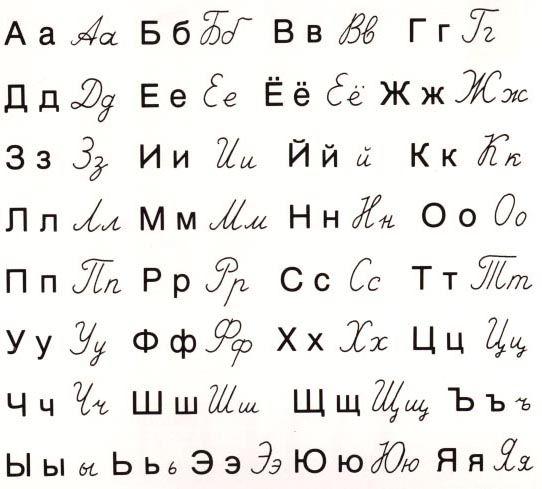 А а Аа Б б Бб В в Вв Г г Гг
Д д Дд Е е Ее Ё ё Её Ж ж Жж
З з Зз И и Ии Й й й К к Кк
Л л Лл М м Мм Н н Нн О о Оо
П п Пп Р р Рр С с Сс Т т Тт
У у Уу Ф ф Фф Х х Хх Ц ц Цц
Ч ч Чч Ш ш Шш Щ щ Щщ Ъ ъ ъ
Ы ы ы Ь ь ь Э э Ээ Ю ю Юю Я я Яя